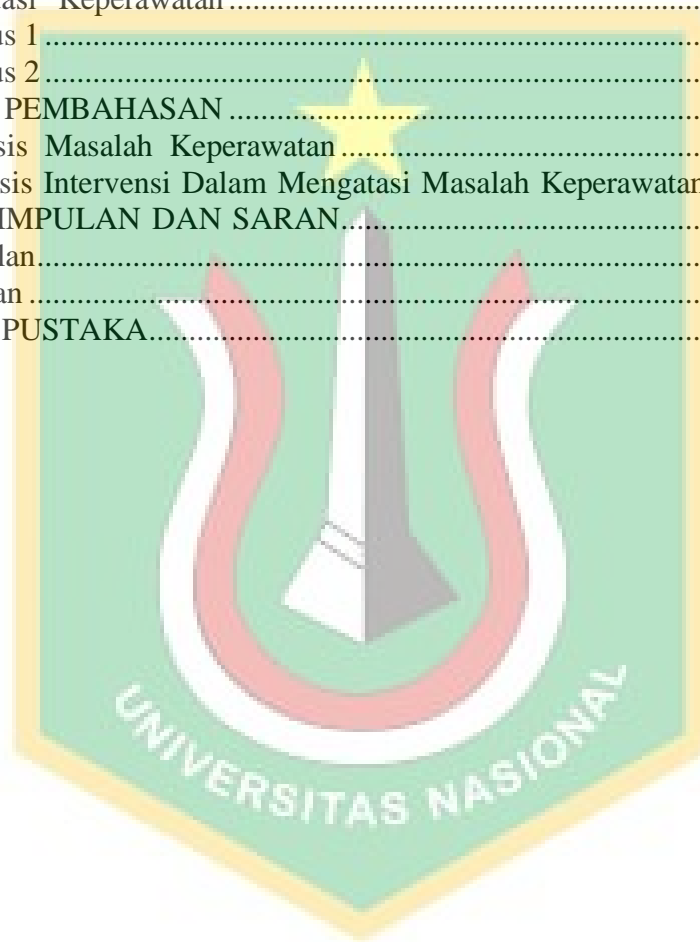 asi Keperawatan
us 1
us 2
PEMBAHASAN
sis Masalah Keperawatan
sis Intervensi Dalam Mengatasi Masalah Keperawatan
IMPULAN DAN SARAN
lan
an
PUSTAKA
UNIVERSITAS NASIONAL